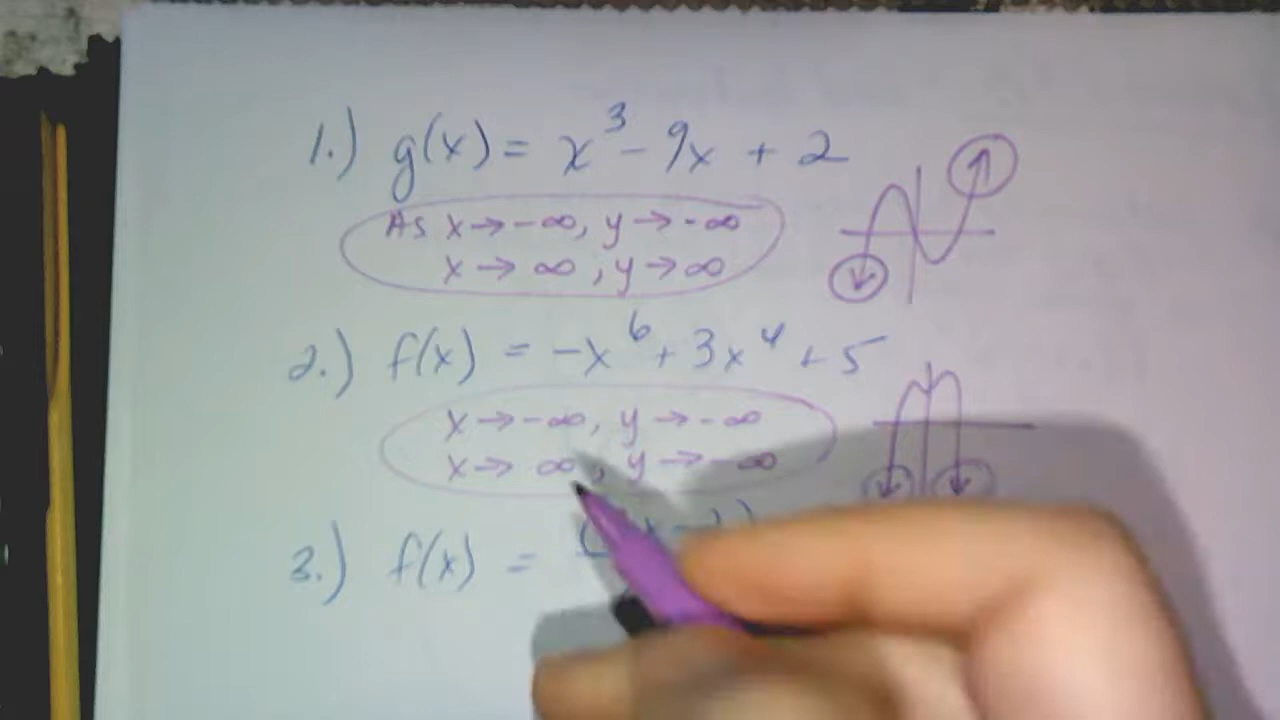 1.) g(x) = x³ - 9x + 2
As x → -∞, y → -∞
x → ∞, y → ∞
2.) f(x) = -x⁶ + 3x⁴ + 5
x → -∞, y → -∞
x → ∞, y → -∞
3.) f(x) =